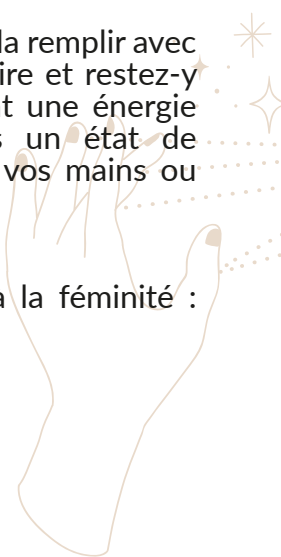 la remplir avec
ire et restez-y
t une énergie
un état de
vos mains ou
la féminité :